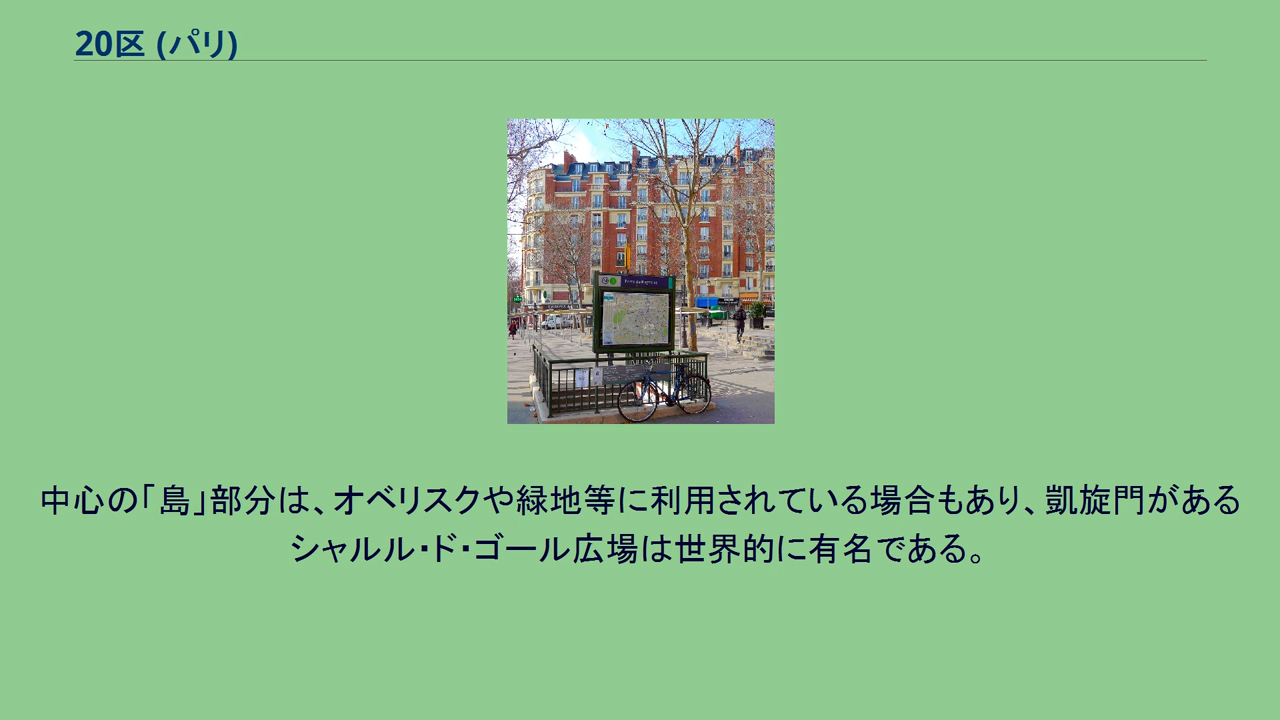 20区 (パリ)
中心の「島」部分は、オベリスクや緑地等に利用されている場合もあり、凱旋門がある
シャルル・ド・ゴール広場は世界的に有名である。